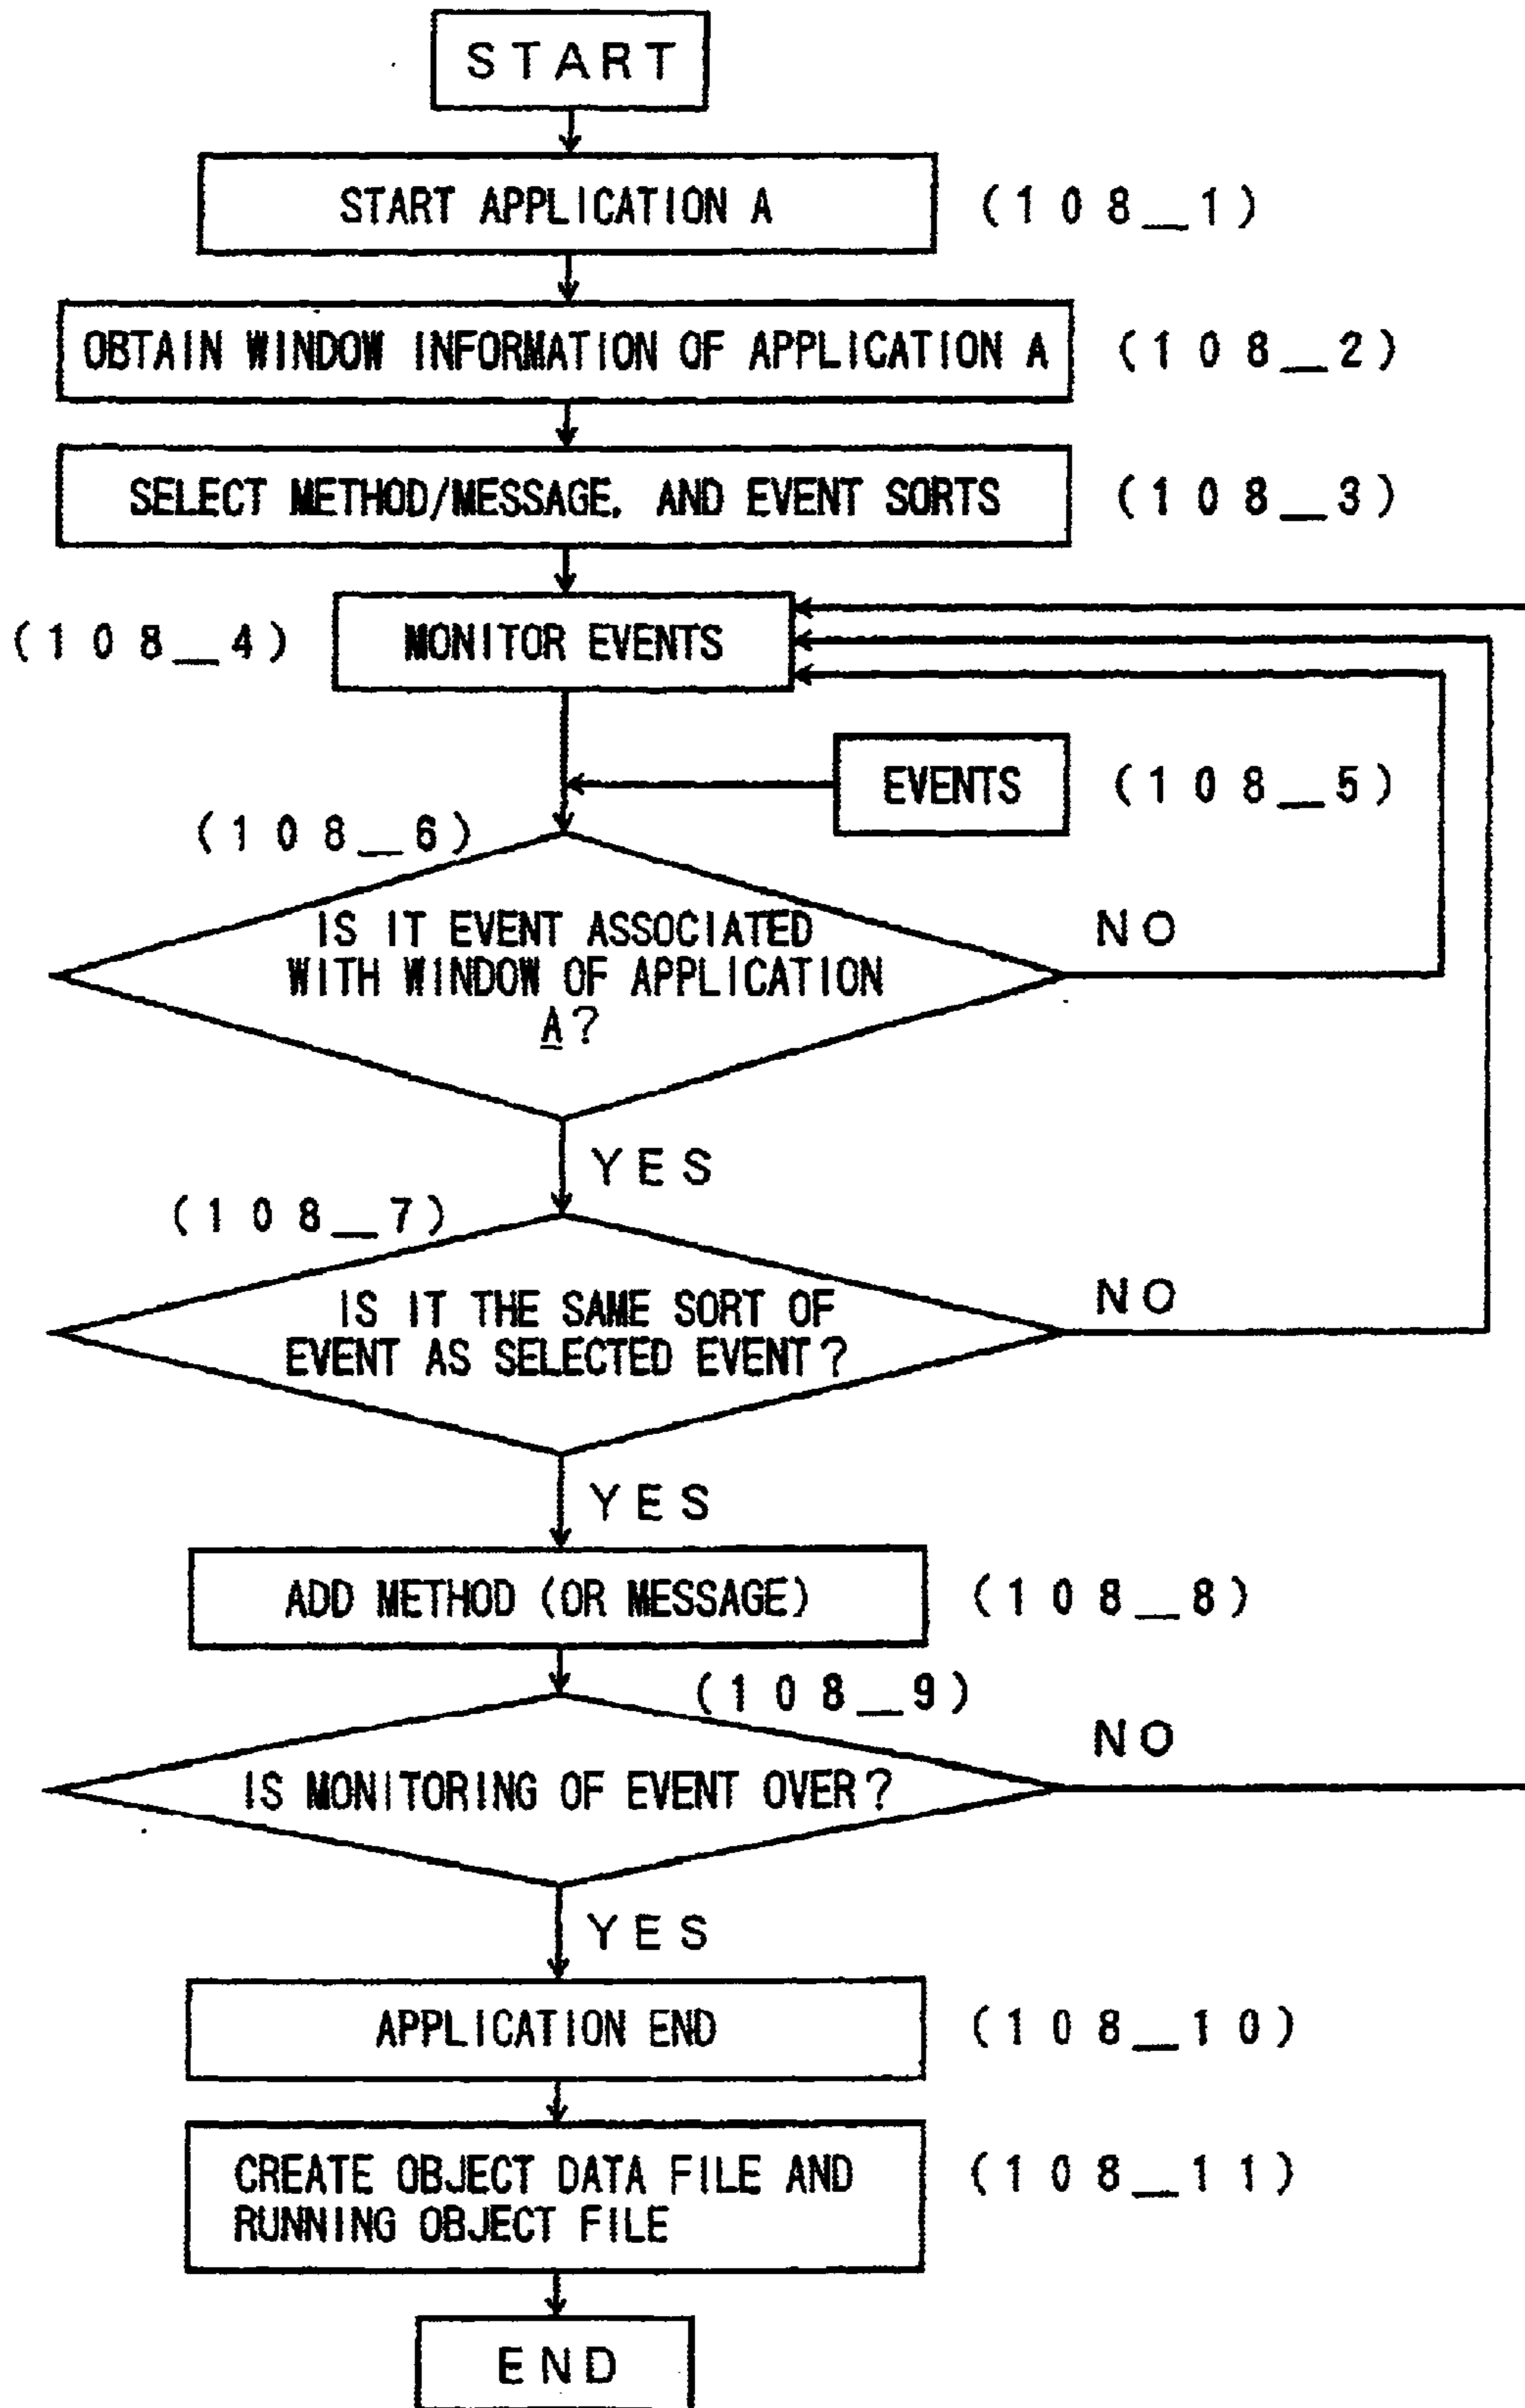 START
START APPLICATION A (108_1)
OBTAIN WINDOW INFORMATION OF APPLICATION A (108_2)
SELECT METHOD/MESSAGE, AND EVENT SORTS (108_3)
(108_4) MONITOR EVENTS
EVENTS (108_5)
(108_6)
IS IT EVENT ASSOCIATED
WITH WINDOW OF APPLICATION
A?
NO
YES
(108_7)
IS IT THE SAME SORT OF
EVENT AS SELECTED EVENT?
NO
YES
ADD METHOD (OR MESSAGE) (108_8)
(108_9)
IS MONITORING OF EVENT OVER?
NO
YES
APPLICATION END (108_10)
CREATE OBJECT DATA FILE AND
RUNNING OBJECT FILE
(108_11)
END